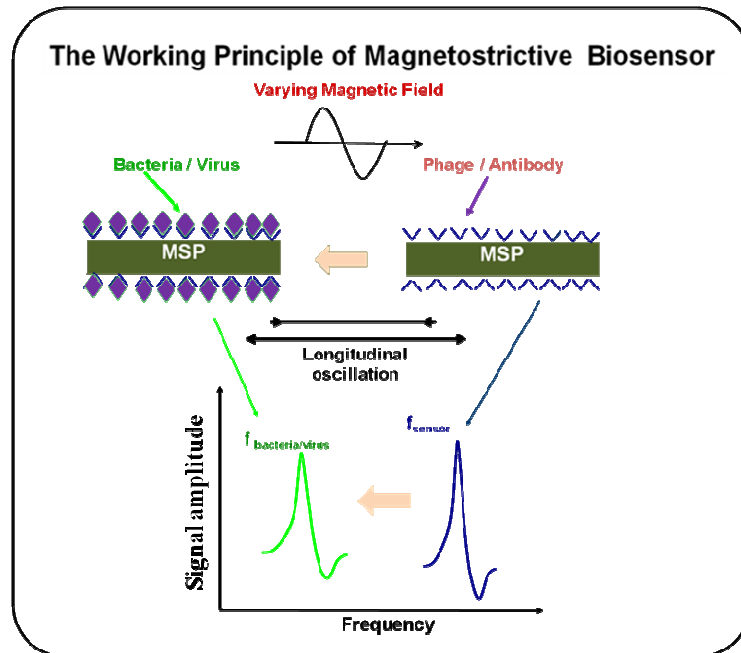 The Working Principle of Magnetostrictive Biosensor
Varying Magnetic Field
Bacteria / Virus
Phage / Antibody
MSP
MSP
Longitudinal
oscillation
f bacteria/virus
fsensor
Signal amplitude
Frequency